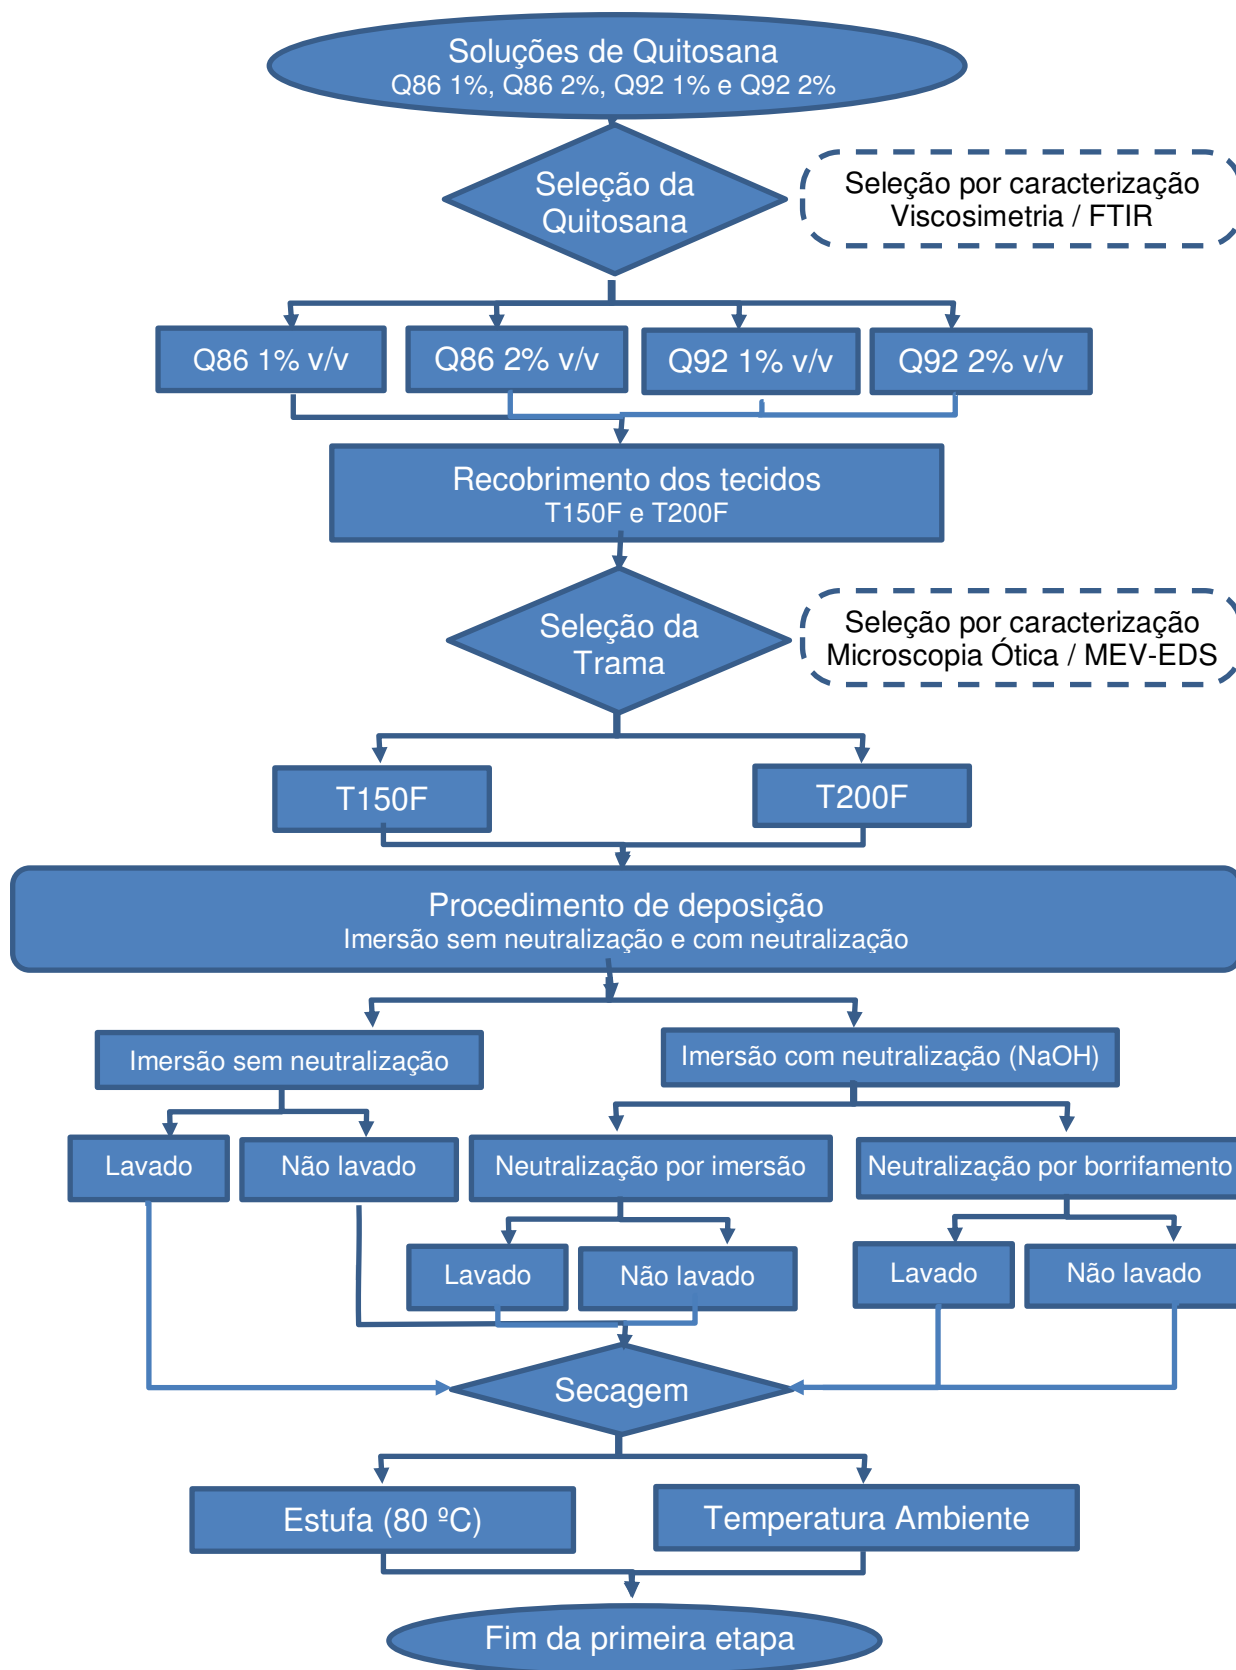 Soluções de Quitosana
Q86 1%, Q86 2%, Q92 1% e Q92 2%
Seleção da
Quitosana
Seleção por caracterização
Viscosimetria / FTIR
Q86 1% v/v
Q86 2% v/v
Q92 1% v/v
Q92 2% v/v
Recobrimento dos tecidos
T150F e T200F
Seleção da
Trama
Seleção por caracterização
Microscopia Ótica / MEV-EDS
T150F
T200F
Procedimento de deposição
Imersão sem neutralização e com neutralização
Imersão sem neutralização
Imersão com neutralização (NaOH)
Lavado
Não lavado
Neutralização por imersão
Neutralização por borrifamento
Lavado
Não lavado
Lavado
Não lavado
Secagem
Estufa (80 ºC)
Temperatura Ambiente
Fim da primeira etapa